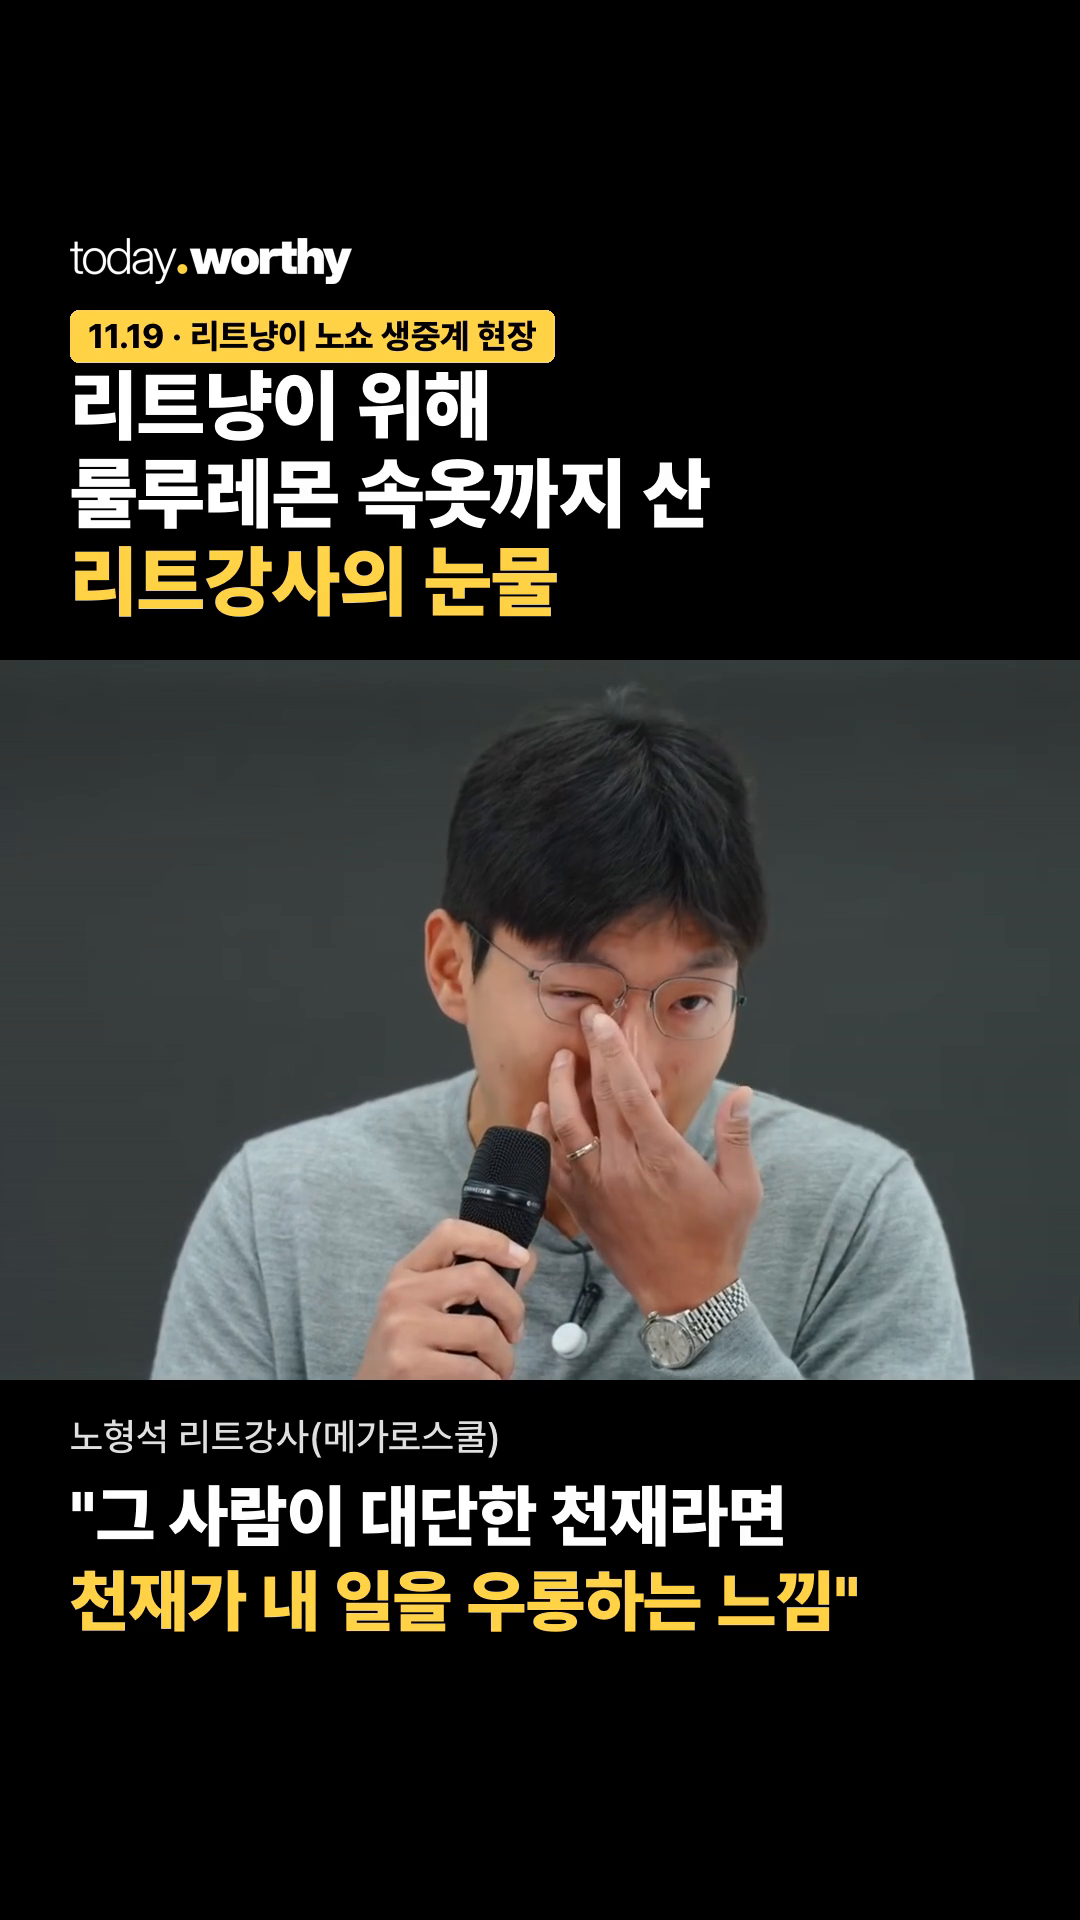 today.worthy
11.19 · 리트냥이 노쇼 생중계 현장
리트냥이 위해
룰루레몬 속옷까지 산
리트강사의 눈물
SENNHEISER
노형석 리트강사(메가로스쿨)
"그 사람이 대단한 천재라면
천재가 내 일을 우롱하는 느낌"